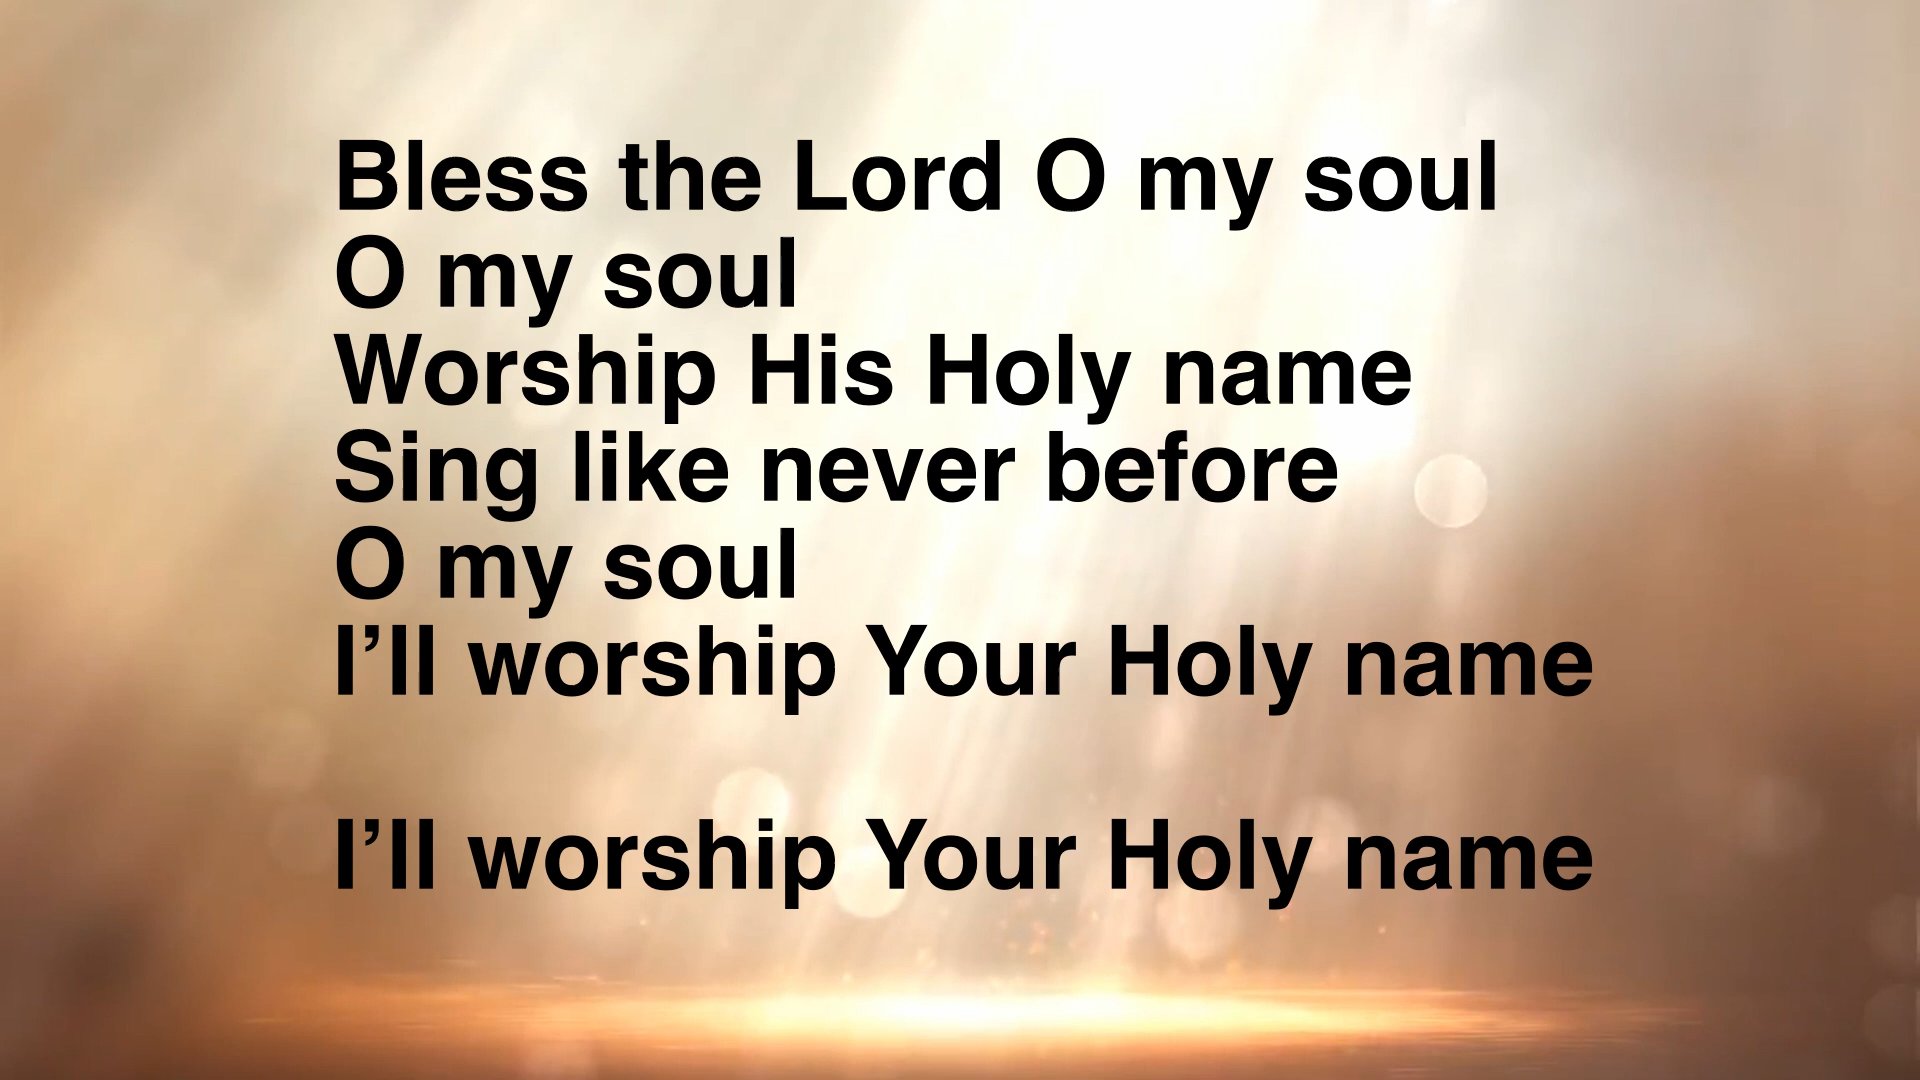 Bless the Lord O my soul
O my soul
Worship His Holy name
Sing like never before
O my soul
I’ll worship Your Holy name
I’ll worship Your Holy name